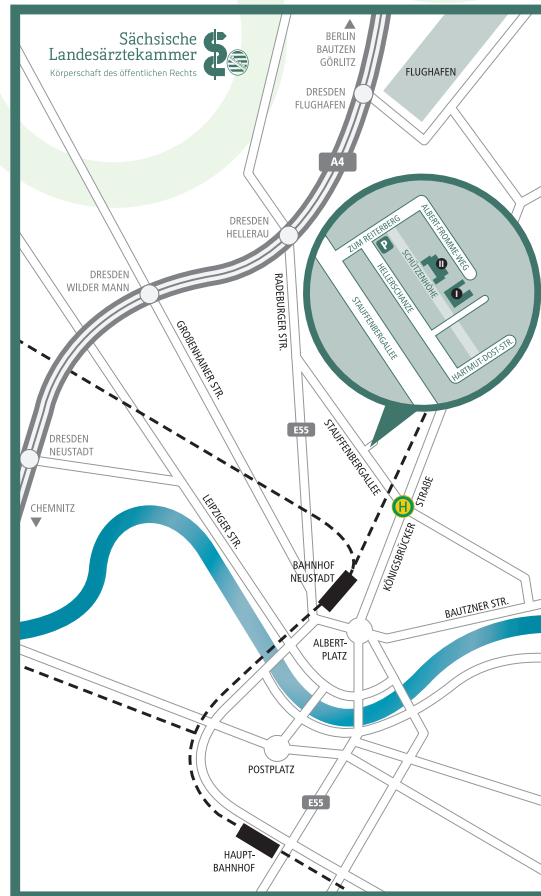 Sächsische
Landesärztekammer
Körperschaft des öffentlichen Rechts
BERLIN
BAUTZEN
GÖRLITZ
FLUGHAFEN
DRESDEN
FLUGHAFEN
A4
DRESDEN
HELLERAU
DRESDEN
WILDER MANN
RADEBURGER STR.
GROßENHAINER STR.
ZUM REITERBERG
ALBERT-FROMME-WEG
P
SCHÜTZENHÖHE
HELLERSCHANZE
II
I
STAUFFENBERGALLEE
HARTMUT-DOST-STR.
E55
STAUFFENBERGALLEE
DRESDEN
NEUSTADT
CHEMNITZ
LEIPZIGER STR.
H
KÖNIGSBRÜCKER STRAßE
BAHNHOF
NEUSTADT
BAUTZNER STR.
ALBERT-
PLATZ
POSTPLATZ
E55
HAUPT-
BAHNHOF